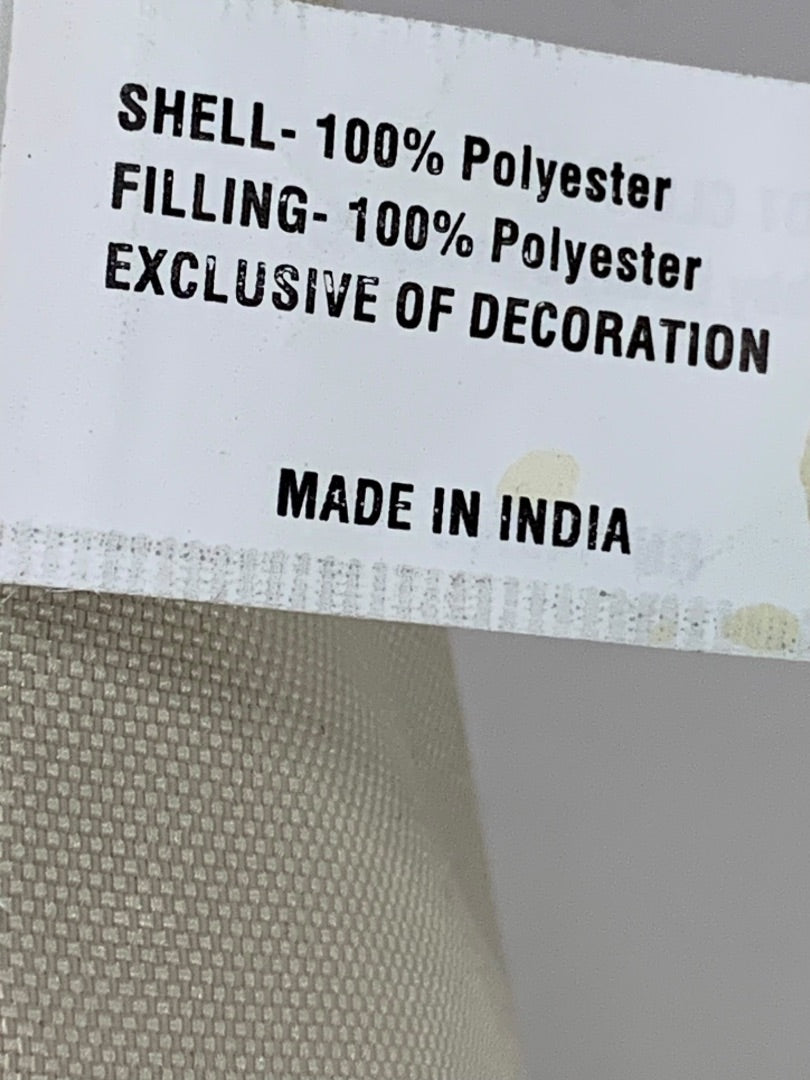 SHELL- 100% Polyester
FILLING- 100% Polyester
EXCLUSIVE OF DECORATION
MADE IN INDIA